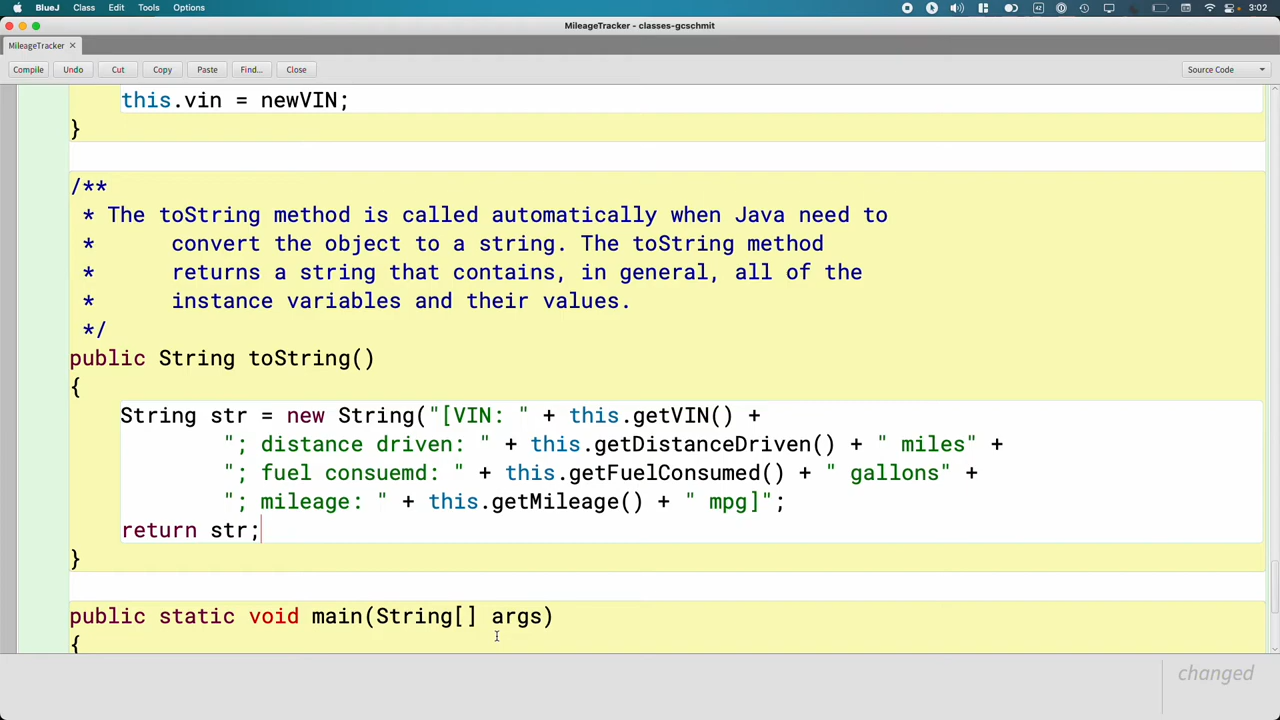 BlueJ Class Edit Tools Options 3:02
MileageTracker - classes-gcschmit
MileageTracker ×
Compile Undo Cut Copy Paste Find... Close Source Code
this.vin = newVIN;
}
/**
* The toString method is called automatically when Java need to
* convert the object to a string. The toString method
* returns a string that contains, in general, all of the
* instance variables and their values.
*/
public String toString()
{
String str = new String("[VIN: " + this.getVIN() +
"; distance driven: " + this.getDistanceDriven() + " miles" +
"; fuel consuemd: " + this.getFuelConsumed() + " gallons" +
"; mileage: " + this.getMileage() + " mpg]";
return str;
}
public static void main(String[] args)
{
changed